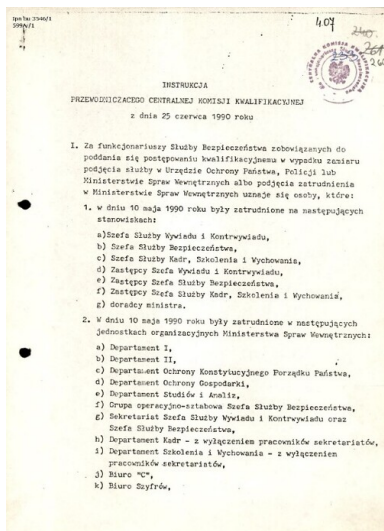 ipn bu 3546/1
599/v/1
407
INSTRUKCJA
PRZEWODNICZĄCEGO CENTRALNEJ KOMISJI KWALIFIKACYJNEJ
z dnia 25 czerwca 1990 roku
I. Za funkcjonariuszy Służby Bezpieczeństwa zobowiązanych do
poddania się postępowaniu kwalifikacyjnemu w wypadku zamiaru
podjęcia służby w Urzędzie Ochrony Państwa, Policji lub
Ministerstwie Spraw Wewnętrznych albo podjęcia zatrudnienia
w Ministerstwie Spraw Wewnętrznych uznaje się osoby, które:
1. w dniu 10 maja 1990 roku były zatrudnione na następujących
stanowiskach:
a)Szefa Służby Wywiadu i Kontrwywiadu,
b) Szefa Służby Bezpieczeństwa,
c) Szefa Służby Kadr, Szkolenia i Wychowania,
d) Zastępcy Szefa Wywiadu i Kontrwywiadu,
e) Zastępcy Szefa Służby Bezpieczeństwa,
f) Zastępcy Szefa Służby Kadr, Szkolenia i Wychowania,
g) doradcy ministra.
2. W dniu 10 maja 1990 roku były zatrudnione w następujących
jednostkach organizacyjnych Ministerstwa Spraw Wewnętrznych:
a) Departament I,
b) Departament II,
c) Departament Ochrony Konstytucyjnego Porządku Państwa,
d) Departament Ochrony Gospodarki,
e) Departament Studiów i Analiz,
f) Grupa operacyjno-sztabowa Szefa Służby Bezpieczeństwa,
g) Sekretariat Szefa Służby Wywiadu i Kontrwywiadu oraz
Szefa Służby Bezpieczeństwa,
h) Departament Kadr - z wyłączeniem pracowników sekretariatów,
i) Departament Szkolenia i Wychowania - z wyłączeniem
pracowników sekretariatów,
j) Biuro "C",
k) Biuro Szyfrów,